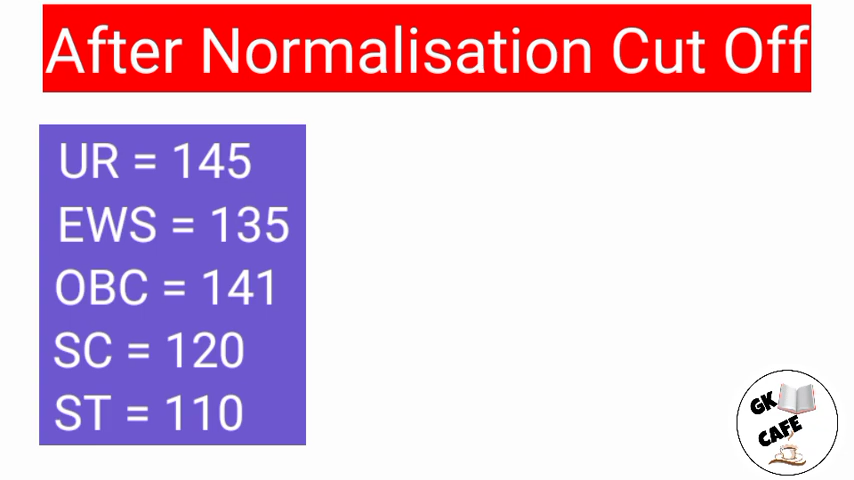 After Normalisation Cut Off
UR = 145
EWS = 135
OBC = 141
SC = 120
ST = 110
GK
CAFE